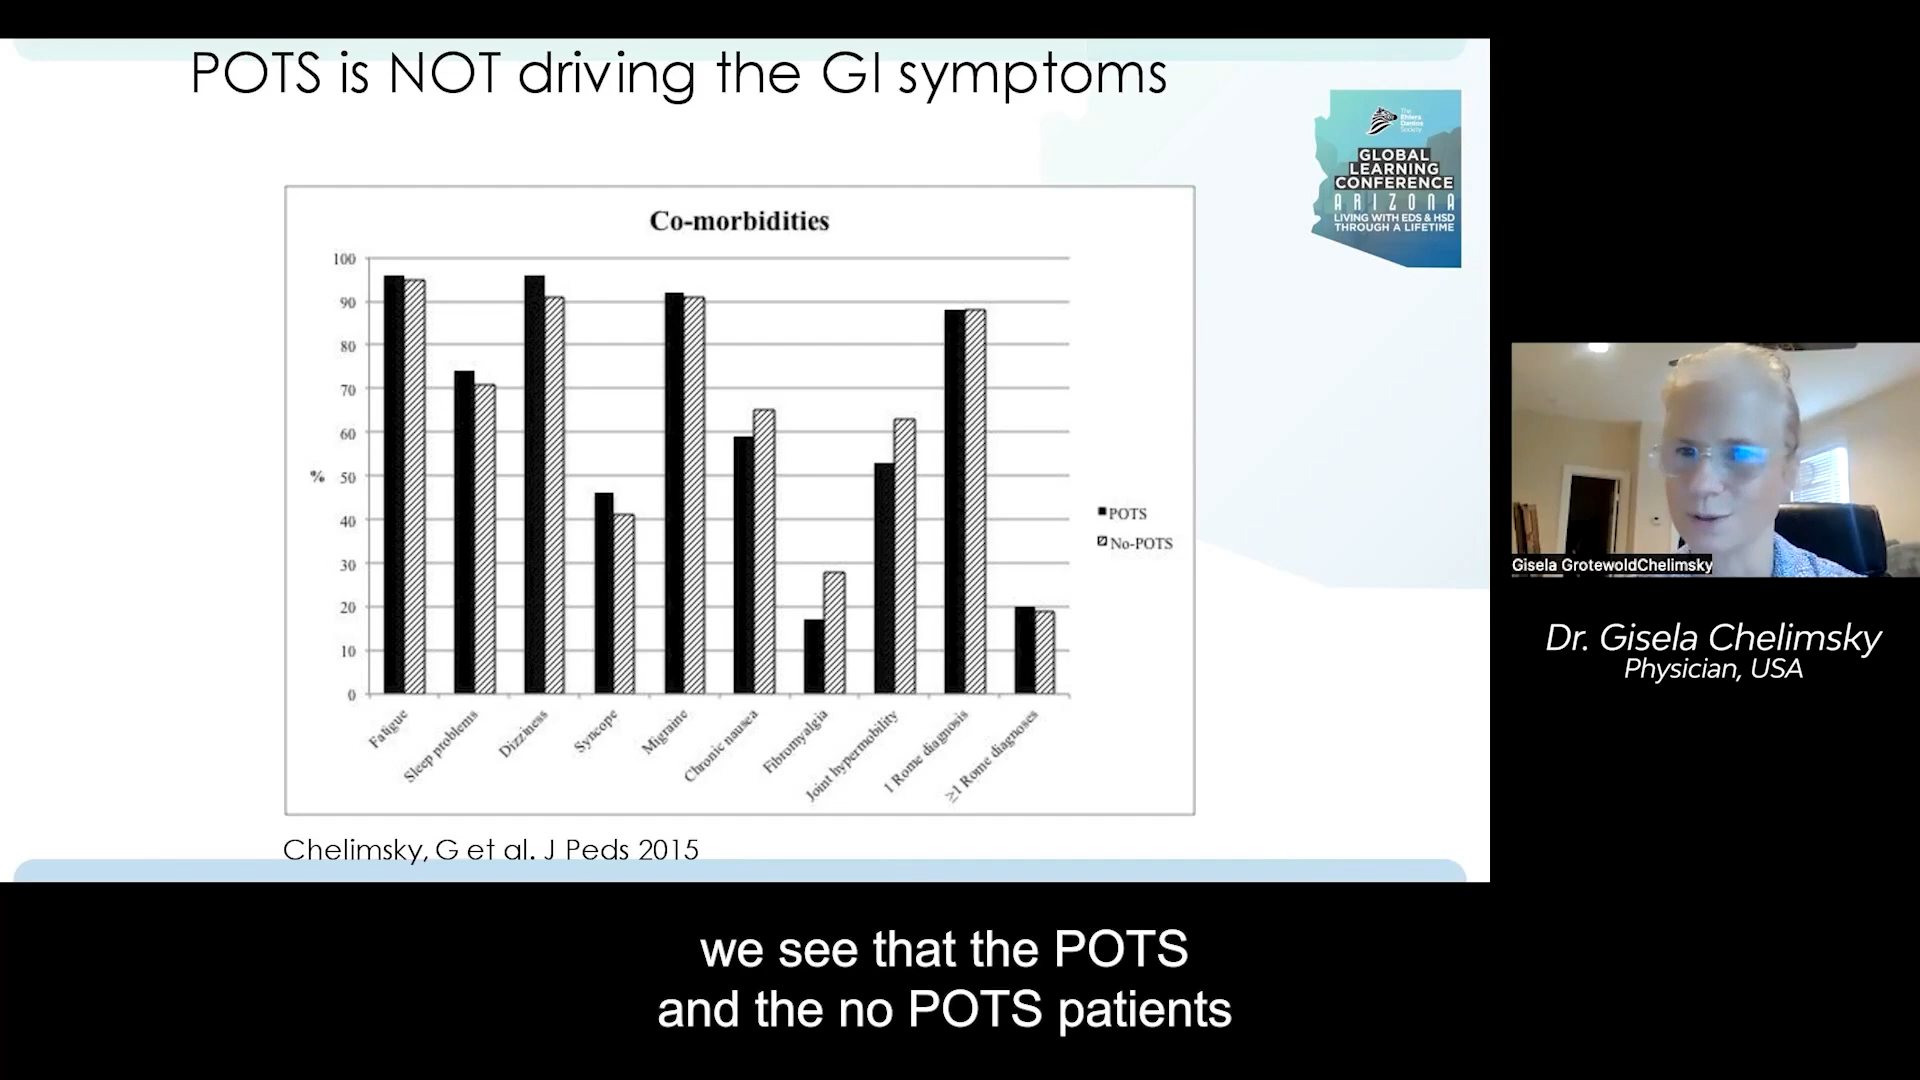 POTS is NOT driving the GI symptoms
The
Ehlers
Danlos
Society
GLOBAL
LEARNING
CONFERENCE
ARIZONA
LIVING WITH EDS & HSD
THROUGH A LIFETIME
Co-morbidities
100
90
80
70
60
50
40
30
20
10
0
%
POTS
No-POTS
Fatigue
Sleep problems
Dizziness
Syncope
Migraine
Chronic nausea
Fibromyalgia
Joint hypermobility
1 Rome diagnosis
≥1 Rome diagnoses
Chelimsky, G et al. J Peds 2015
Gisela GrotewoldChelimsky
Dr. Gisela Chelimsky
Physician, USA
we see that the POTS
and the no POTS patients